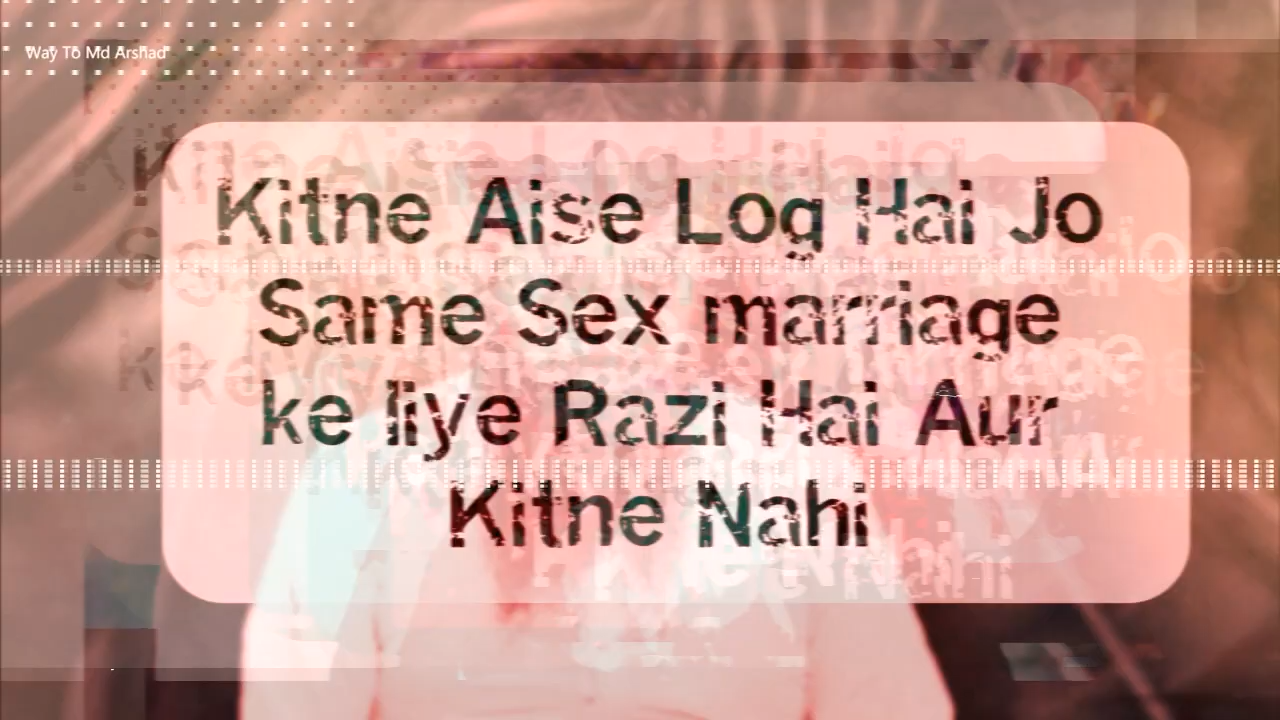 Way To Md Arshad
Kitne Aise Log Hai Jo
Same Sex marriage
ke liye Razi Hai Aur
Kitne Nahi